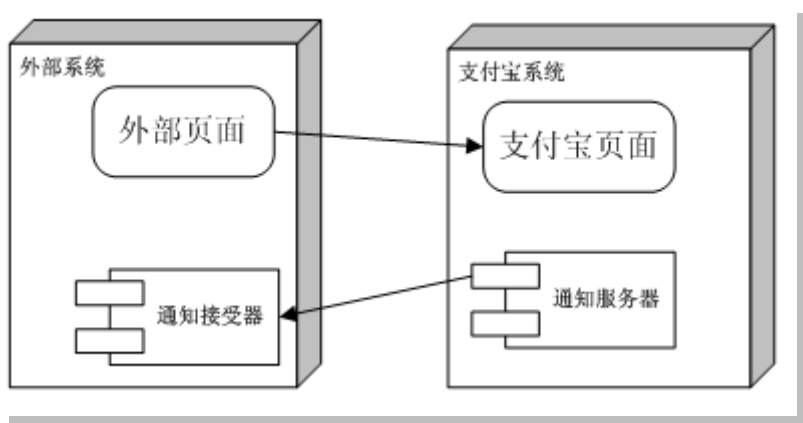 外部系统
外部页面
通知接受器
支付宝系统
支付宝页面
通知服务器